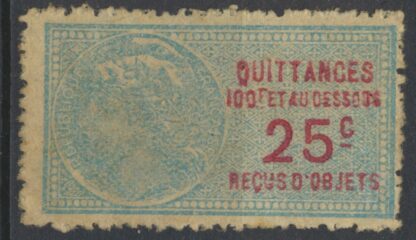 QUITTANCES
100F ET AU DESSOUS
25C
REÇUS D'OBJETS